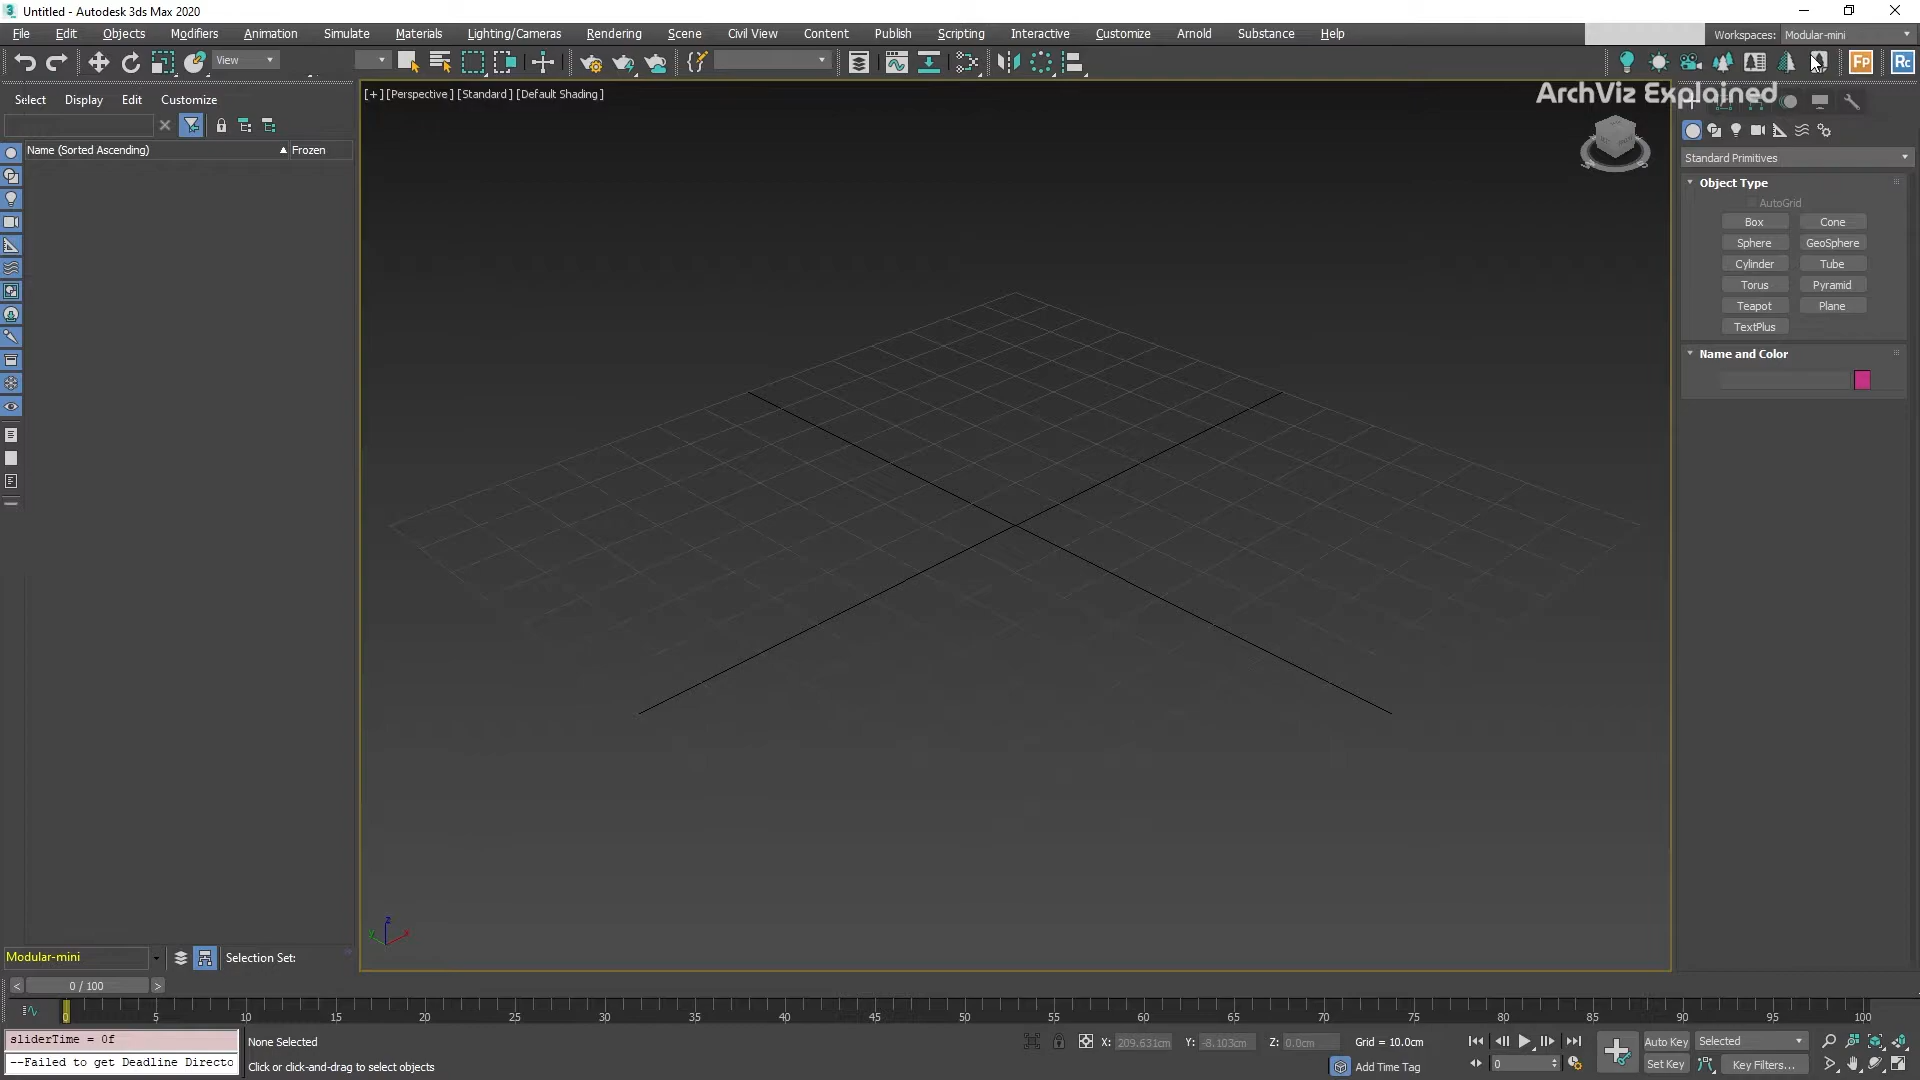 Untitled - Autodesk 3ds Max 2020
File Edit Objects Modifiers Animation Simulate Materials Lighting/Cameras Rendering Scene Civil View Content Publish Scripting Interactive Customize Arnold Substance Help Workspaces: Modular-mini
View Fp Rc
[+] [Perspective] [Standard] [Default Shading]
ArchViz Explained
Select Display Edit Customize
Name (Sorted Ascending) Frozen
Standard Primitives
Object Type
AutoGrid
Box Cone
Sphere GeoSphere
Cylinder Tube
Torus Pyramid
Teapot Plane
TextPlus
Name and Color
z
y x
Modular-mini Selection Set:
< 0 / 100 >
0 5 10 15 20 25 30 35 40 45 50 55 60 65 70 75 80 85 90 95 100
sliderTime = 0f
--Failed to get Deadline Directo
None Selected
Click or click-and-drag to select objects
X: 209.631cm Y: -8.103cm Z: 0.0cm Grid = 10.0cm
Add Time Tag
0
Auto Key Selected
Set Key Key Filters...